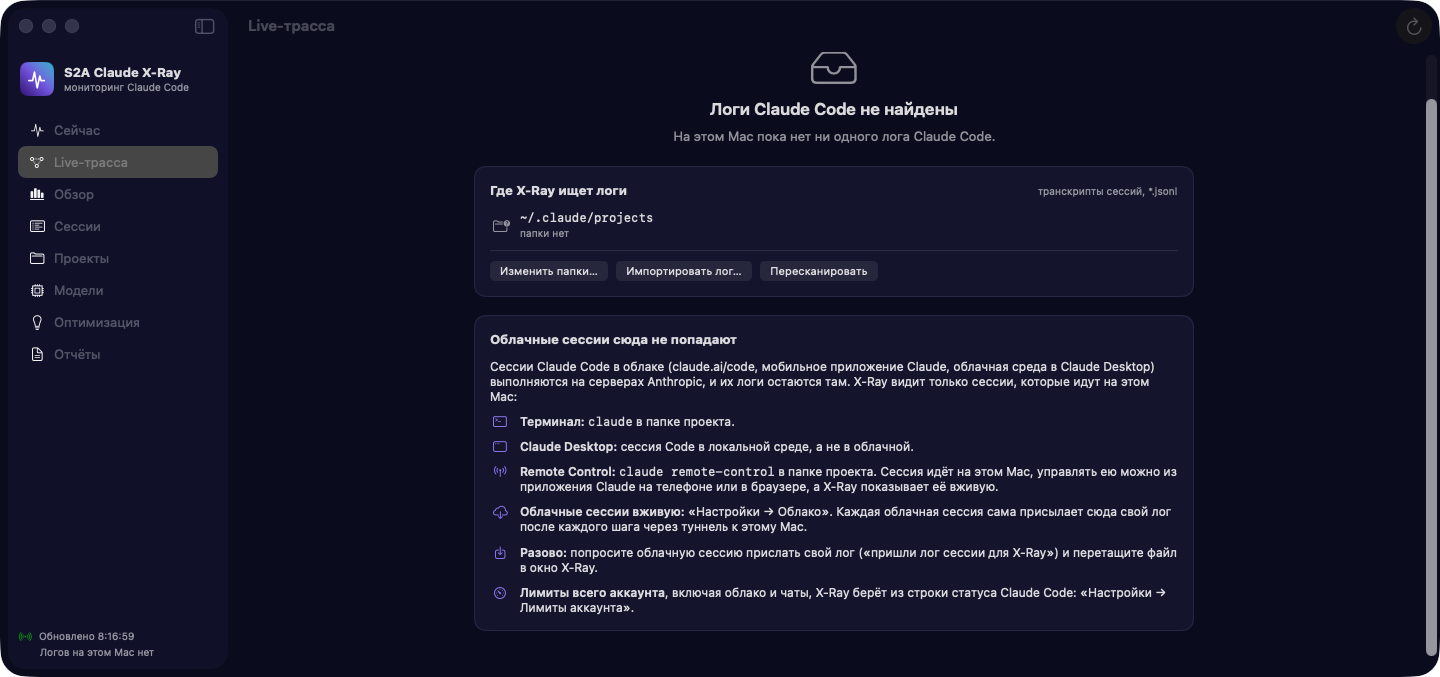 Live-трасса
S2A Claude X-Ray
мониторинг Claude Code
Сейчас
Live-трасса
Обзор
Сессии
Проекты
Модели
Оптимизация
Отчёты
Обновлено 8:16:59
Логов на этом Mac нет
Логи Claude Code не найдены
На этом Mac пока нет ни одного лога Claude Code.
Где X-Ray ищет логи
транскрипты сессий, *.jsonl
~/.claude/projects
папки нет
Изменить папки…
Импортировать лог…
Пересканировать
Облачные сессии сюда не попадают
Сессии Claude Code в облаке (claude.ai/code, мобильное приложение Claude, облачная среда в Claude Desktop)
выполняются на серверах Anthropic, и их логи остаются там. X-Ray видит только сессии, которые идут на этом
Mac:
Терминал: claude в папке проекта.
Claude Desktop: сессия Code в локальной среде, а не в облачной.
Remote Control: claude remote-control в папке проекта. Сессия идёт на этом Mac, управлять ею можно из
приложения Claude на телефоне или в браузере, а X-Ray показывает её вживую.
Облачные сессии вживую: «Настройки → Облако». Каждая облачная сессия сама присылает сюда свой лог
после каждого шага через туннель к этому Mac.
Разово: попросите облачную сессию прислать свой лог («пришли лог сессии для X-Ray») и перетащите файл
в окно X-Ray.
Лимиты всего аккаунта, включая облако и чаты, X-Ray берёт из строки статуса Claude Code: «Настройки →
Лимиты аккаунта».